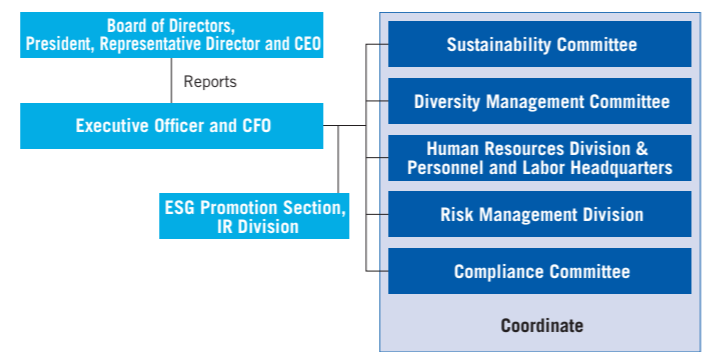 Board of Directors,
President, Representative Director and CEO
Reports
Executive Officer and CFO
ESG Promotion Section,
IR Division
Sustainability Committee
Diversity Management Committee
Human Resources Division &
Personnel and Labor Headquarters
Risk Management Division
Compliance Committee
Coordinate